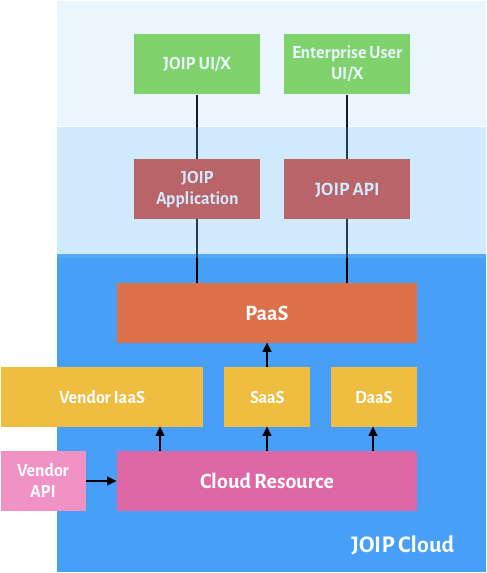 JOIP UI/X
Enterprise User
UI/X
JOIP
Application
JOIP API
PaaS
Vendor IaaS
SaaS
DaaS
Vendor
API
Cloud Resource
JOIP Cloud